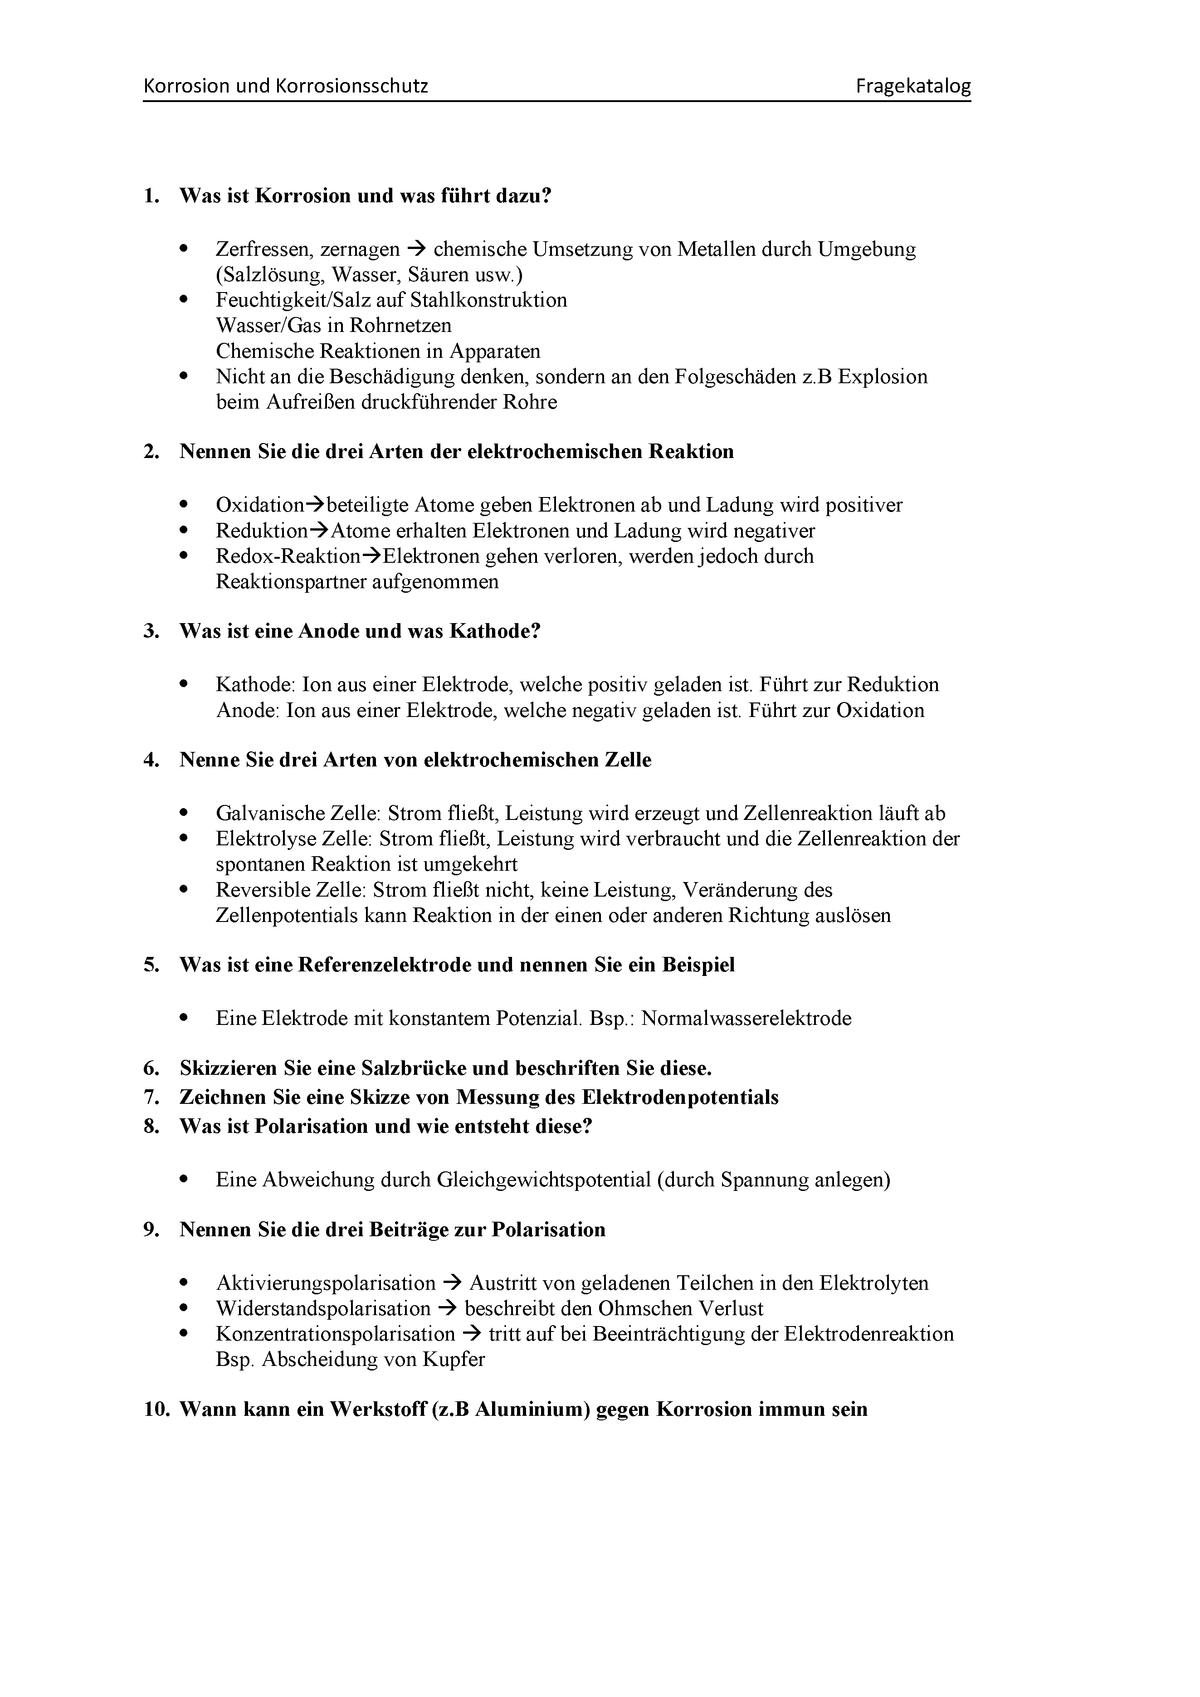 Korrosion und Korrosionsschutz Fragekatalog
1. Was ist Korrosion und was führt dazu?
• Zerfressen, zernagen → chemische Umsetzung von Metallen durch Umgebung
(Salzlösung, Wasser, Säuren usw.)
• Feuchtigkeit/Salz auf Stahlkonstruktion
Wasser/Gas in Rohrnetzen
Chemische Reaktionen in Apparaten
• Nicht an die Beschädigung denken, sondern an den Folgeschäden z.B Explosion
beim Aufreißen druckführender Rohre
2. Nennen Sie die drei Arten der elektrochemischen Reaktion
• Oxidation→beteiligte Atome geben Elektronen ab und Ladung wird positiver
• Reduktion→Atome erhalten Elektronen und Ladung wird negativer
• Redox-Reaktion→Elektronen gehen verloren, werden jedoch durch
Reaktionspartner aufgenommen
3. Was ist eine Anode und was Kathode?
• Kathode: Ion aus einer Elektrode, welche positiv geladen ist. Führt zur Reduktion
Anode: Ion aus einer Elektrode, welche negativ geladen ist. Führt zur Oxidation
4. Nenne Sie drei Arten von elektrochemischen Zelle
• Galvanische Zelle: Strom fließt, Leistung wird erzeugt und Zellenreaktion läuft ab
• Elektrolyse Zelle: Strom fließt, Leistung wird verbraucht und die Zellenreaktion der
spontanen Reaktion ist umgekehrt
• Reversible Zelle: Strom fließt nicht, keine Leistung, Veränderung des
Zellenpotentials kann Reaktion in der einen oder anderen Richtung auslösen
5. Was ist eine Referenzelektrode und nennen Sie ein Beispiel
• Eine Elektrode mit konstantem Potenzial. Bsp.: Normalwasserelektrode
6. Skizzieren Sie eine Salzbrücke und beschriften Sie diese.
7. Zeichnen Sie eine Skizze von Messung des Elektrodenpotentials
8. Was ist Polarisation und wie entsteht diese?
• Eine Abweichung durch Gleichgewichtspotential (durch Spannung anlegen)
9. Nennen Sie die drei Beiträge zur Polarisation
• Aktivierungspolarisation → Austritt von geladenen Teilchen in den Elektrolyten
• Widerstandspolarisation → beschreibt den Ohmschen Verlust
• Konzentrationspolarisation → tritt auf bei Beeinträchtigung der Elektrodenreaktion
Bsp. Abscheidung von Kupfer
10. Wann kann ein Werkstoff (z.B Aluminium) gegen Korrosion immun sein